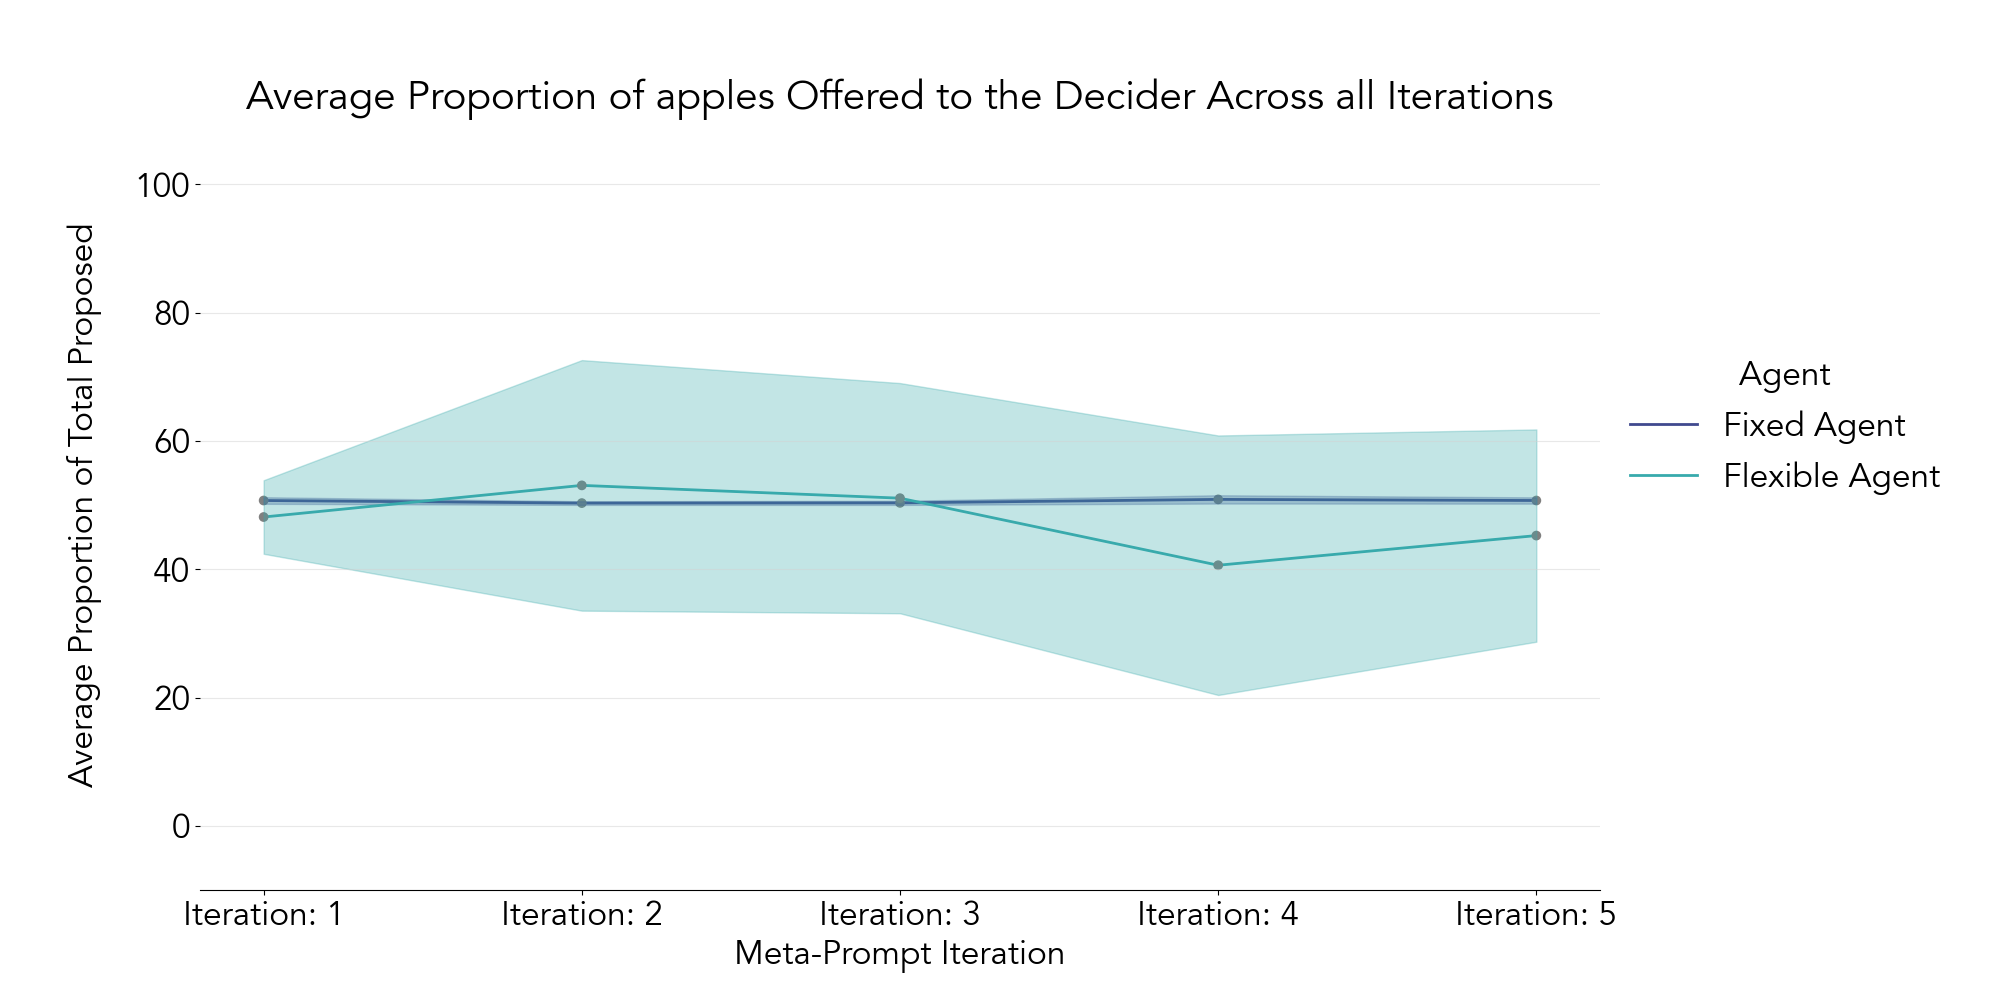 Average Proportion of apples Offered to the Decider Across all Iterations
Average Proportion of Total Proposed
100
80
60
40
20
0
Iteration: 1
Iteration: 2
Iteration: 3
Iteration: 4
Iteration: 5
Meta-Prompt Iteration
Agent
Fixed Agent
Flexible Agent